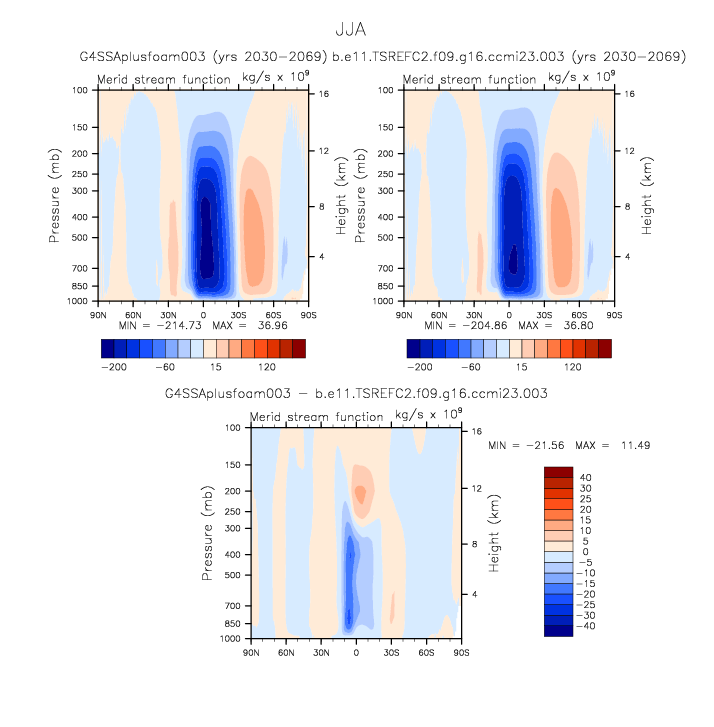 JJA
G4SSAplusfoam003 (yrs 2030-2069) b.e11.TSREFC2.f09.g16.ccmi23.003 (yrs 2030-2069)
Merid stream function kg/s x 10⁹ Merid stream function kg/s x 10⁹
100 16 100 16
150 150
200 12 200 12
250 250
300 300
8 8
400 400
500 500
4 4
700 700
850 850
1000 1000
Pressure (mb) Height (km) Pressure (mb) Height (km)
90N 60N 30N 0 30S 60S 90S 90N 60N 30N 0 30S 60S 90S
MIN = -214.73 MAX = 36.96 MIN = -204.86 MAX = 36.80
-200 -60 0 15 120 -200 -60 0 15 120
G4SSAplusfoam003 - b.e11.TSREFC2.f09.g16.ccmi23.003
Merid stream function kg/s x 10⁹
MIN = -21.56 MAX = 11.49
100 16
150
200 12
250
300
8
400
500
4
700
850
1000
Pressure (mb) Height (km)
90N 60N 30N 0 30S 60S 90S
40
30
25
20
15
10
5
0
-5
-10
-15
-20
-25
-30
-40